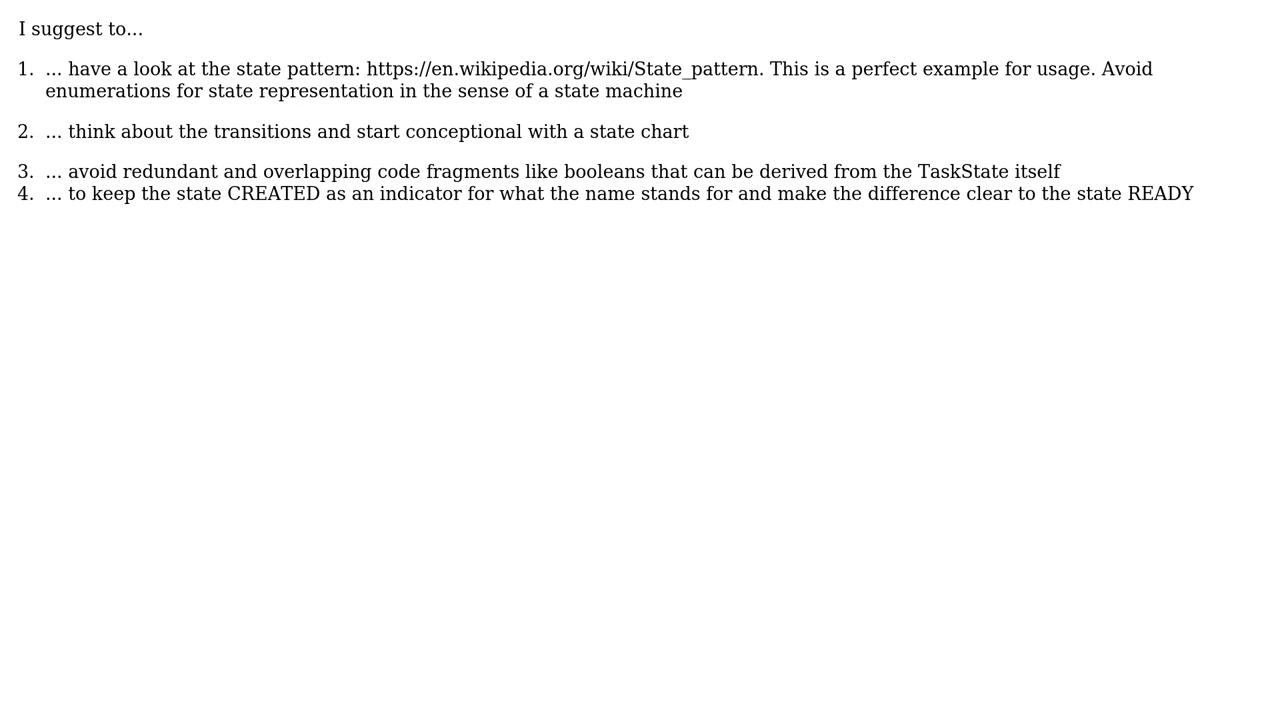 I suggest to...
1. ... have a look at the state pattern: https://en.wikipedia.org/wiki/State_pattern. This is a perfect example for usage. Avoid
enumerations for state representation in the sense of a state machine
2. ... think about the transitions and start conceptional with a state chart
3. ... avoid redundant and overlapping code fragments like booleans that can be derived from the TaskState itself
4. ... to keep the state CREATED as an indicator for what the name stands for and make the difference clear to the state READY